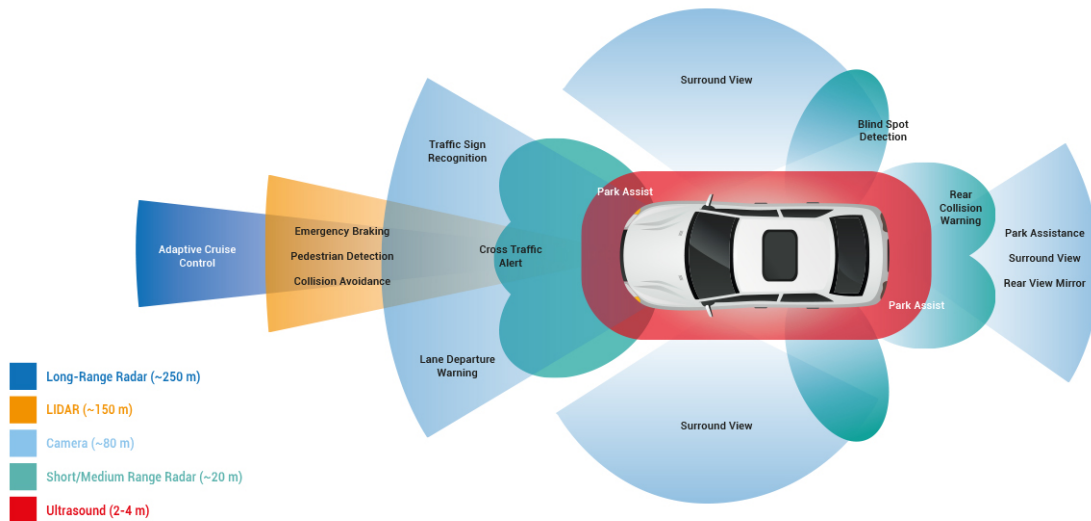 Surround View
Blind Spot
Detection
Traffic Sign
Recognition
Park Assist
Rear
Collision
Warning
Adaptive Cruise
Control
Emergency Braking
Pedestrian Detection
Collision Avoidance
Cross Traffic
Alert
Park Assistance
Surround View
Rear View Mirror
Park Assist
Lane Departure
Warning
Surround View
Long-Range Radar (~250 m)
LIDAR (~150 m)
Camera (~80 m)
Short/Medium Range Radar (~20 m)
Ultrasound (2-4 m)